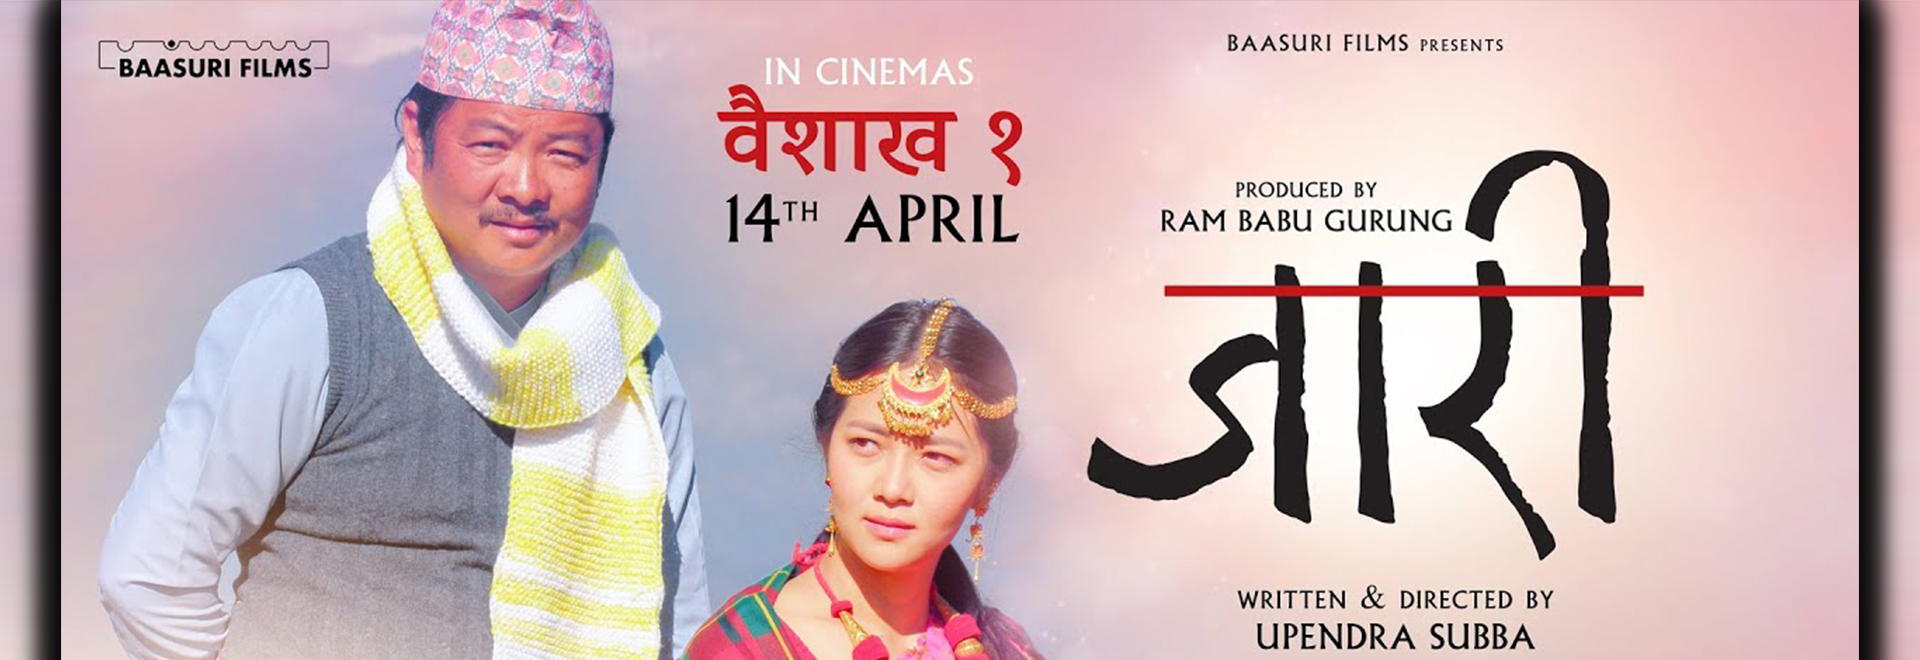 BAASURI FILMS
IN CINEMAS
वैशाख १
14TH APRIL
BAASURI FILMS PRESENTS
PRODUCED BY
RAM BABU GURUNG
जारी
WRITTEN & DIRECTED BY
UPENDRA SUBBA